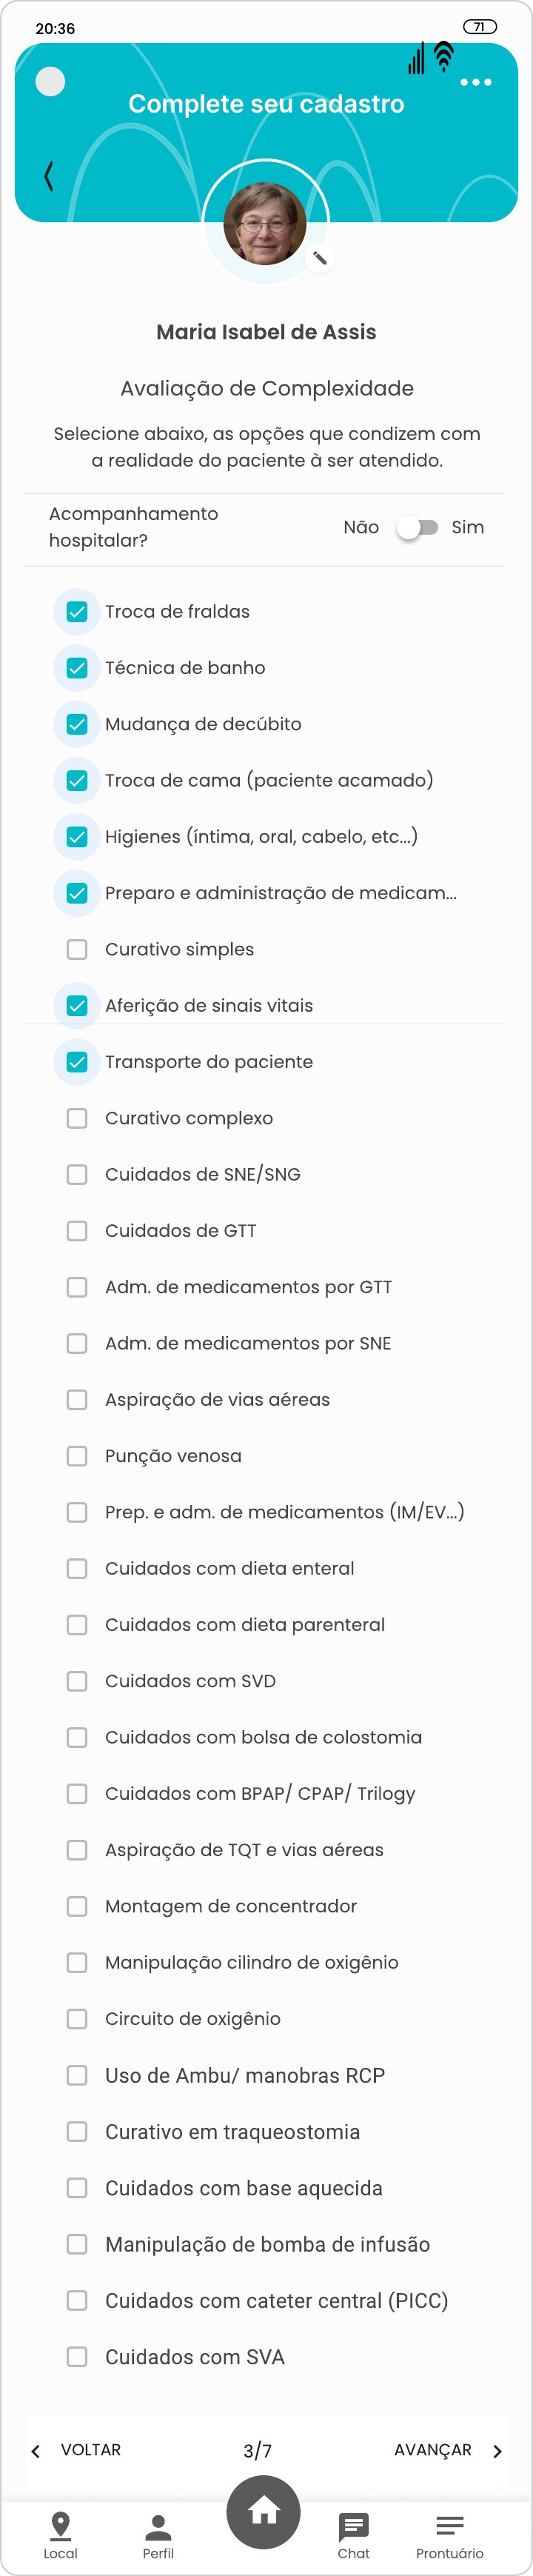 20:36
71
Complete seu cadastro
Maria Isabel de Assis
Avaliação de Complexidade
Selecione abaixo, as opções que condizem com
a realidade do paciente à ser atendido.
Acompanhamento
hospitalar?
Não
Sim
Troca de fraldas
Técnica de banho
Mudança de decúbito
Troca de cama (paciente acamado)
Higienes (íntima, oral, cabelo, etc...)
Preparo e administração de medicam...
Curativo simples
Aferição de sinais vitais
Transporte do paciente
Curativo complexo
Cuidados de SNE/SNG
Cuidados de GTT
Adm. de medicamentos por GTT
Adm. de medicamentos por SNE
Aspiração de vias aéreas
Punção venosa
Prep. e adm. de medicamentos (IM/EV...)
Cuidados com dieta enteral
Cuidados com dieta parenteral
Cuidados com SVD
Cuidados com bolsa de colostomia
Cuidados com BPAP/ CPAP/ Trilogy
Aspiração de TQT e vias aéreas
Montagem de concentrador
Manipulação cilindro de oxigênio
Circuito de oxigênio
Uso de Ambu/ manobras RCP
Curativo em traqueostomia
Cuidados com base aquecida
Manipulação de bomba de infusão
Cuidados com cateter central (PICC)
Cuidados com SVA
VOLTAR
3/7
AVANÇAR
Local
Perfil
Chat
Prontuário